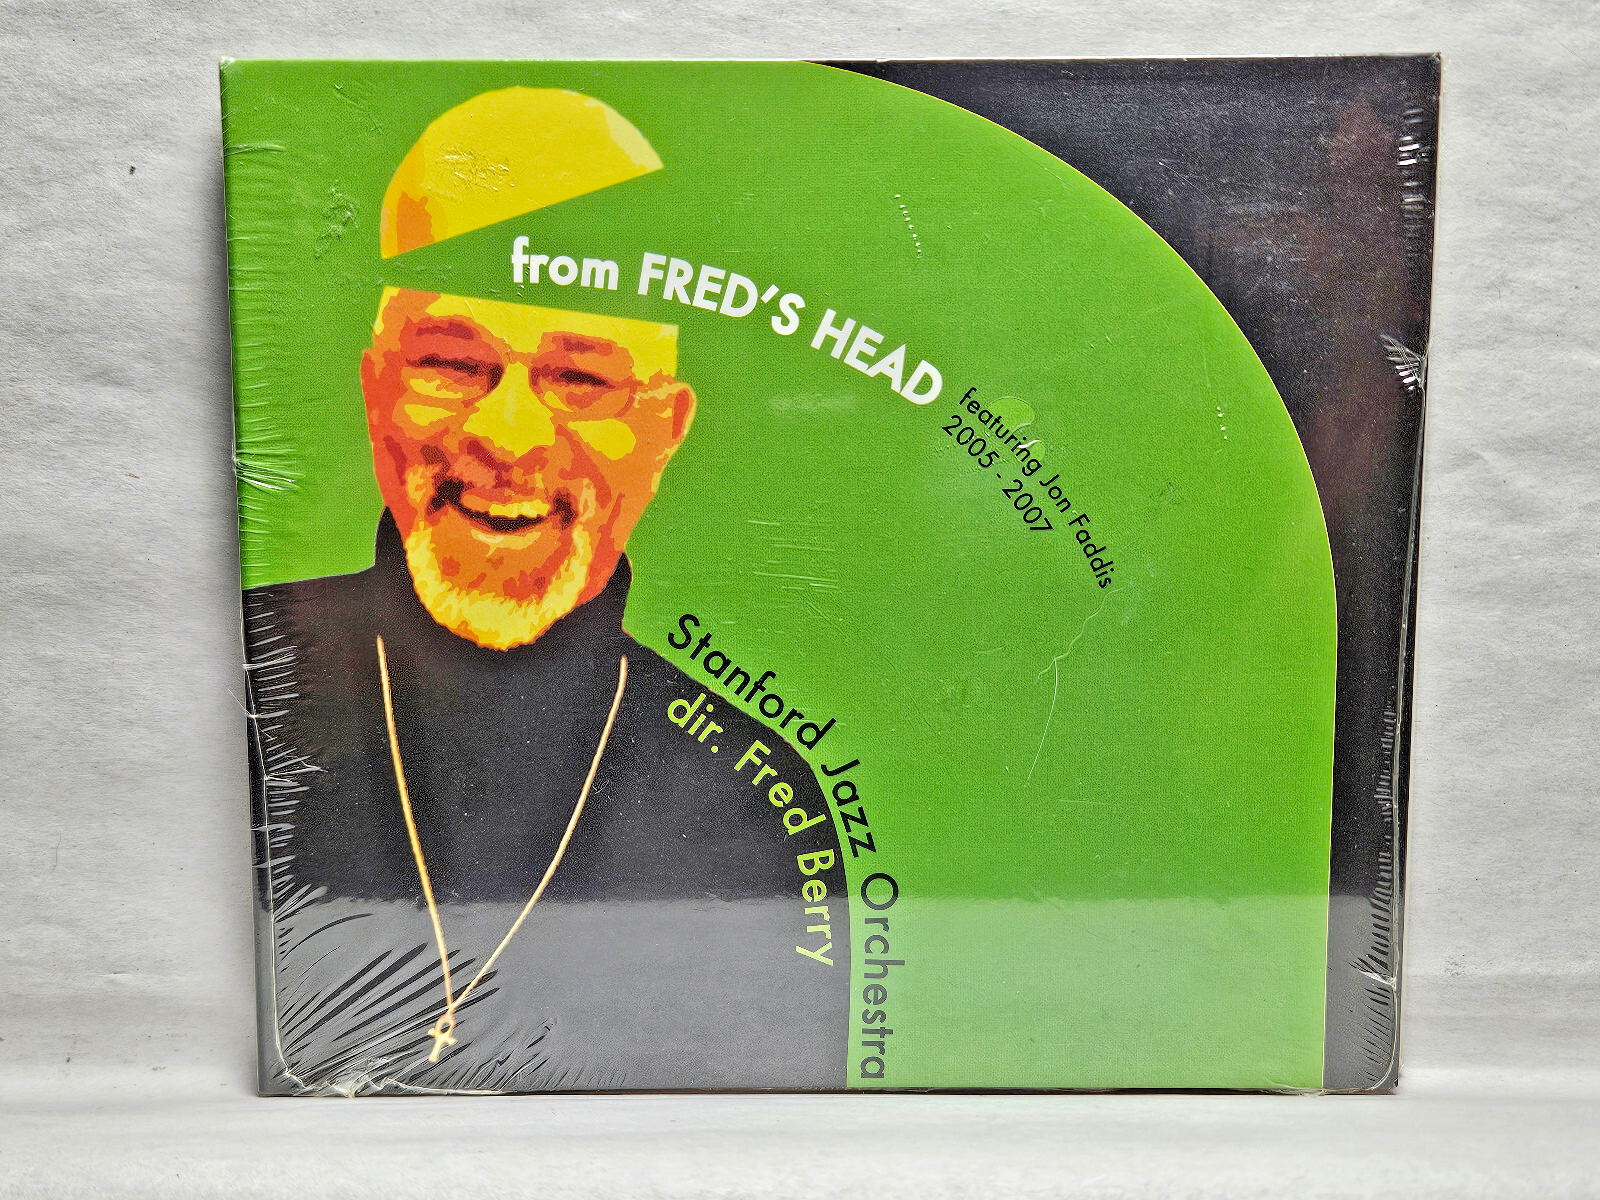 from FRED'S HEAD
featuring Jon Faddis
2005 - 2007
Stanford Jazz Orchestra
dir. Fred Berry